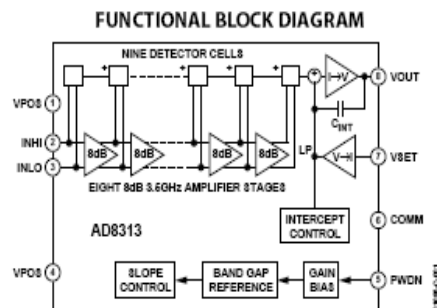 FUNCTIONAL BLOCK DIAGRAM
NINE DETECTOR CELLS
+ + + + +
I→V
8 VOUT
CINT
VPOS 1
INHI 2
8dB 8dB 8dB 8dB
LP
V→I
7 VSET
INLO 3
EIGHT 8dB 3.5GHz AMPLIFIER STAGES
AD8313
INTERCEPT
CONTROL
6 COMM
VPOS 4
SLOPE
CONTROL
BAND GAP
REFERENCE
GAIN
BIAS
5 PWDN